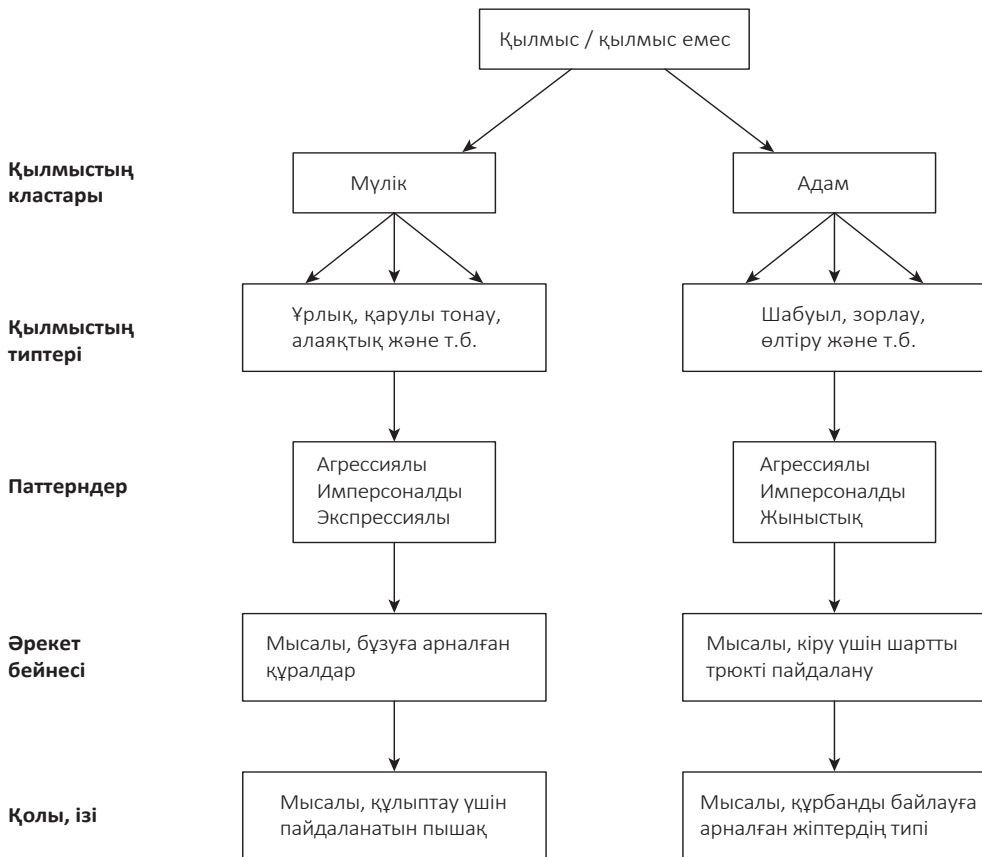 Қылмыс / қылмыс емес
Қылмыстың
кластары
Мүлік
Адам
Қылмыстың
типтері
Ұрлық, қарулы тонау,
алаяқтық және т.б.
Шабуыл, зорлау,
өлтіру және т.б.
Паттерндер
Агрессиялы
Имперсоналды
Экспрессиялы
Агрессиялы
Имперсоналды
Жыныстық
Әрекет
бейнесі
Мысалы, бұзуға арналған
құралдар
Мысалы, кіру үшін шартты
трюкті пайдалану
Қолы, ізі
Мысалы, құлыптау үшін
пайдаланатын пышақ
Мысалы, құрбанды байлауға
арналған жіптердің типі